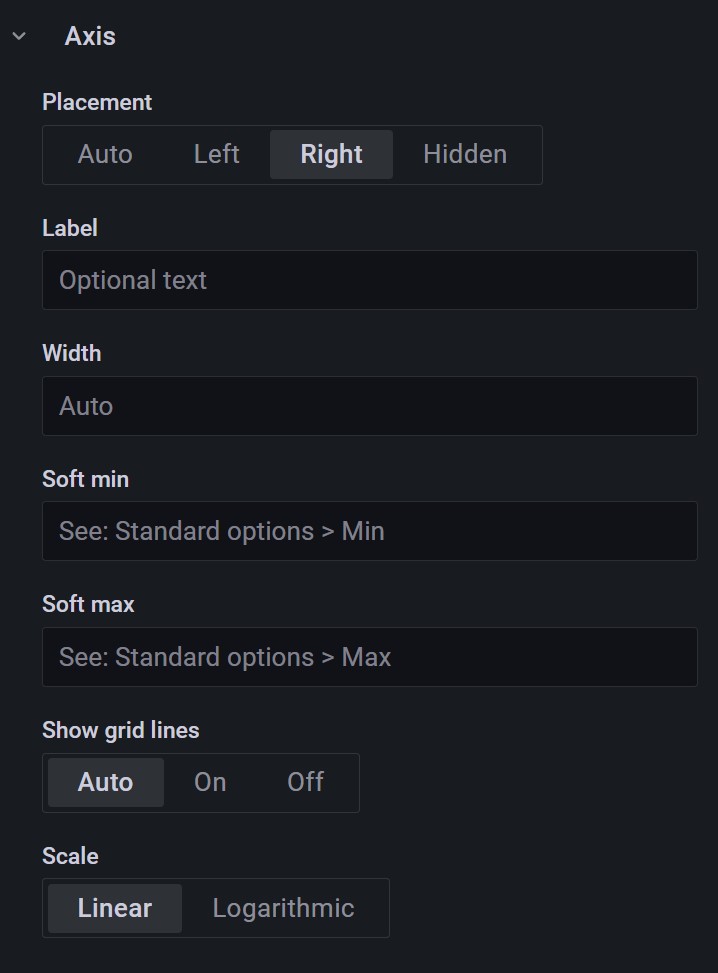 Axis
Placement
Auto Left Right Hidden
Label
Optional text
Width
Auto
Soft min
See: Standard options > Min
Soft max
See: Standard options > Max
Show grid lines
Auto On Off
Scale
Linear Logarithmic